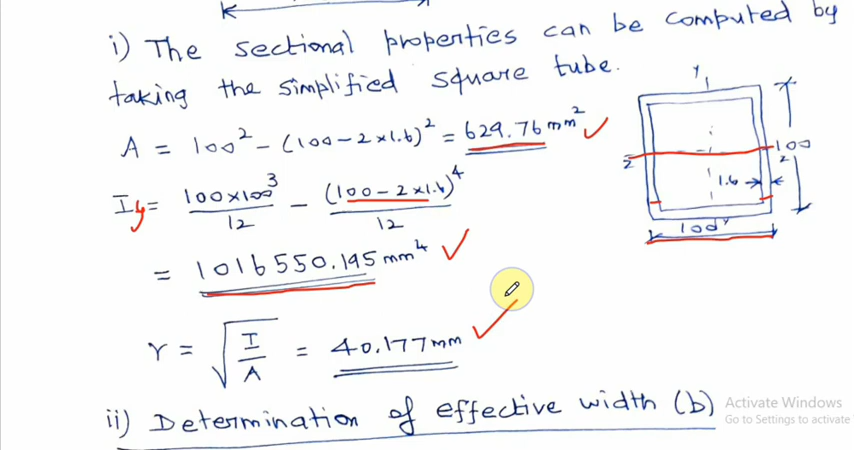 i) The sectional properties can be computed by
taking the simplified square tube.
A = 100² - (100 - 2×1.6)² = 629.76 mm²
Iy = 100×100³/12 - (100 - 2×1.6)⁴/12
= 1016550.195 mm⁴
r = √(I/A) = 40.177mm
ii) Determination of effective width (b)
Y
z
100
z
1.6
100
Y
Activate Windows
Go to Settings to activate